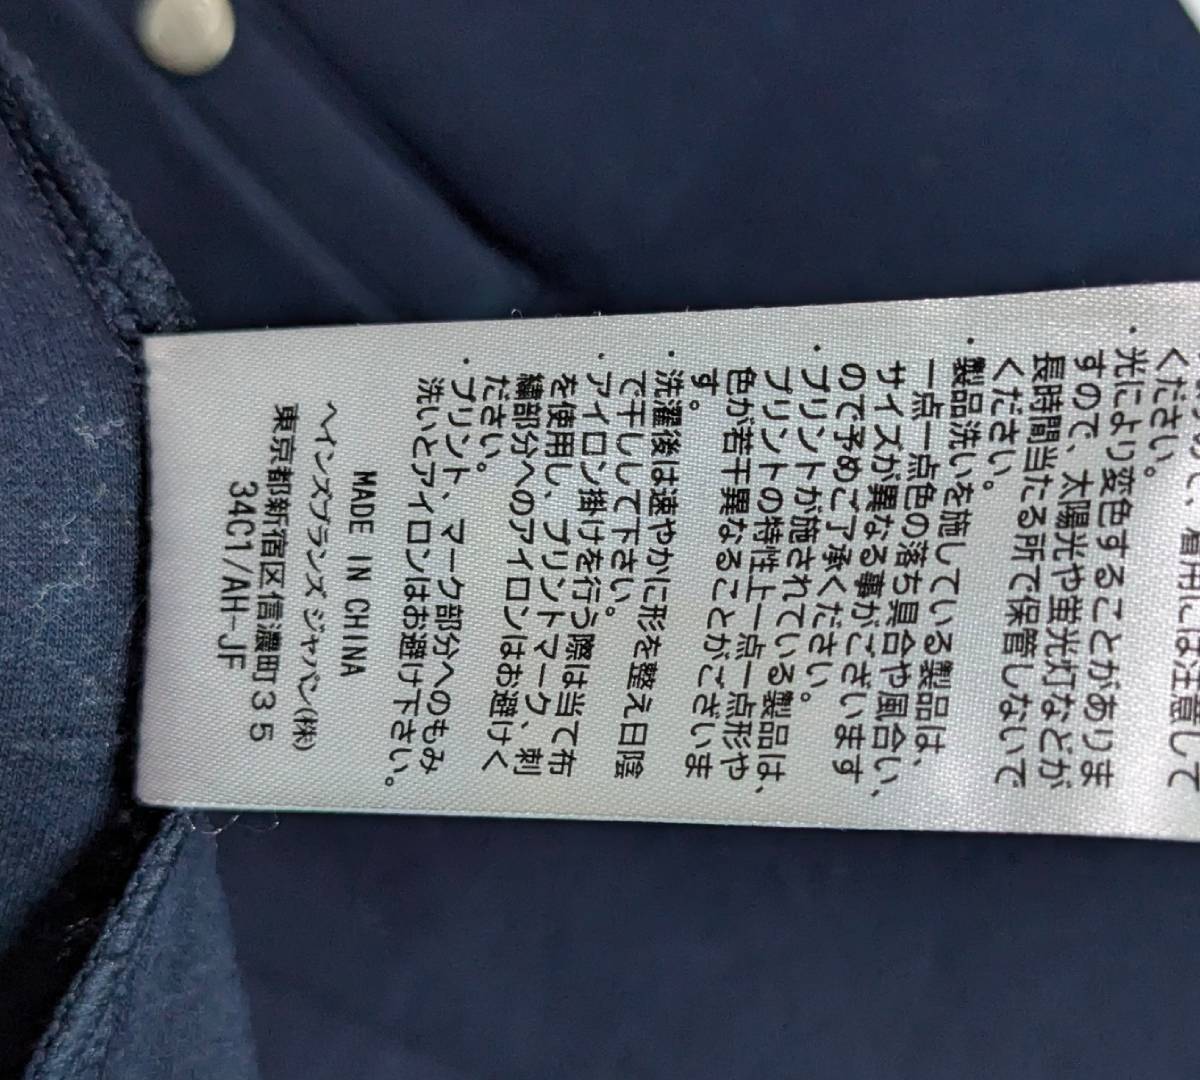 着用には注意して
ください。
・光により変色することがありま
すので、太陽光や蛍光灯などが
長時間当たる所で保管しないで
ください。
・製品洗いを施している製品は、
一点一点色の落ち具合や風合い、
サイズが異なる事がございます
ので予めご了承ください。
・プリントが施されている製品は、
プリントの特性上一点一点形や
色が若干異なることがございま
す。
・洗濯後は速やかに形を整え日陰
で干しして下さい。
・アイロン掛けを行う際は当て布
を使用し、プリントマーク、刺
繍部分へのアイロンはお避けく
ださい。
・プリント、マーク部分へのもみ
洗いとアイロンはお避け下さい。
MADE IN CHINA
ヘインズブランズ ジャパン(株)
東京都新宿区信濃町35
34C1/AH-JF